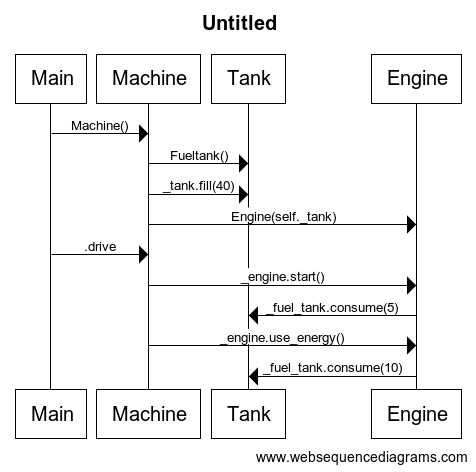 Untitled
Main Machine Tank Engine
Machine()
Fueltank()
_tank.fill(40)
Engine(self._tank)
.drive
_engine.start()
_fuel_tank.consume(5)
_engine.use_energy()
_fuel_tank.consume(10)
Main Machine Tank Engine
www.websequencediagrams.com